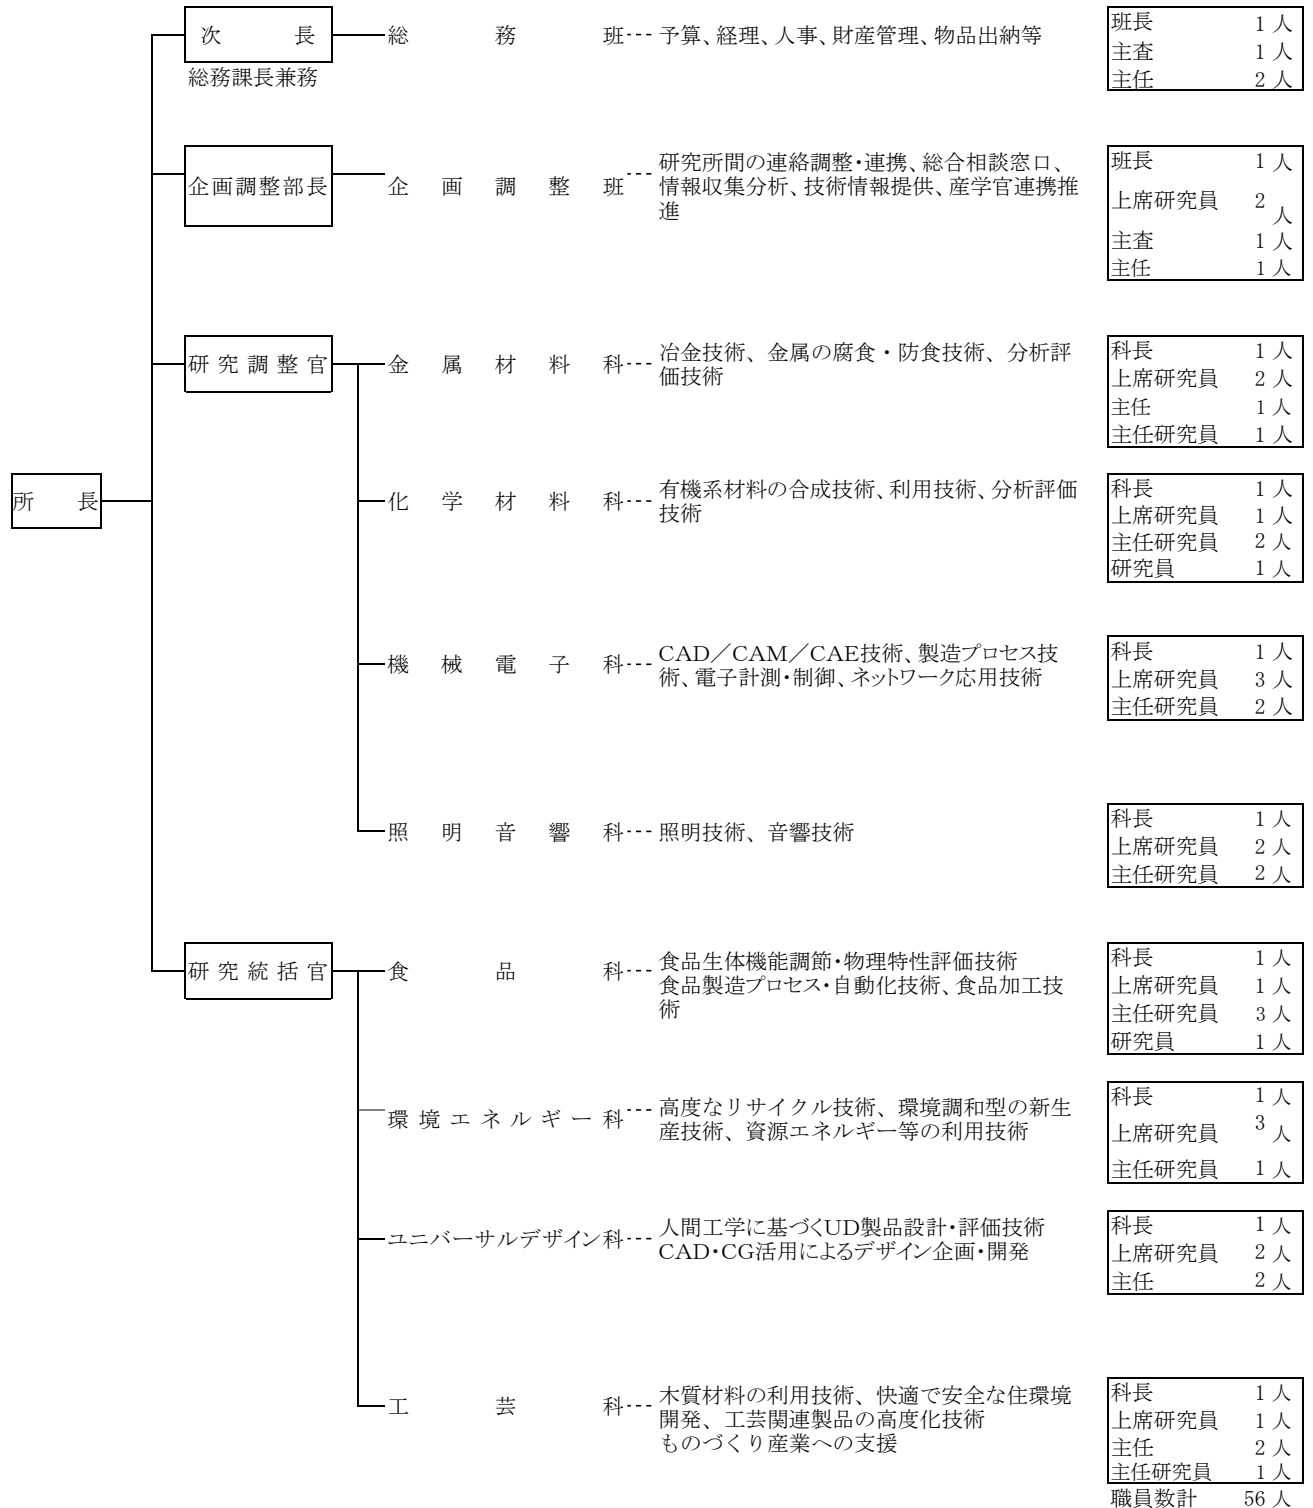 次長
総務課長兼務
総務班
予算、経理、人事、財産管理、物品出納等
班長 1人
主査 1人
主任 2人
企画調整部長
企画調整班
研究所間の連絡調整・連携、総合相談窓口、
情報収集分析、技術情報提供、産学官連携推
進
班長 1人
上席研究員 2人
主査 1人
主任 1人
研究調整官
金属材料科
冶金技術、金属の腐食・防食技術、分析評
価技術
科長 1人
上席研究員 2人
主任 1人
主任研究員 1人
所長
化学材料科
有機系材料の合成技術、利用技術、分析評価
技術
科長 1人
上席研究員 1人
主任研究員 2人
研究員 1人
機械電子科
CAD／CAM／CAE技術、製造プロセス技
術、電子計測・制御、ネットワーク応用技術
科長 1人
上席研究員 3人
主任研究員 2人
照明音響科
照明技術、音響技術
科長 1人
上席研究員 2人
主任研究員 2人
研究統括官
食品科
食品生体機能調節・物理特性評価技術
食品製造プロセス・自動化技術、食品加工技
術
科長 1人
上席研究員 1人
主任研究員 3人
研究員 1人
環境エネルギー科
高度なリサイクル技術、環境調和型の新生
産技術、資源エネルギー等の利用技術
科長 1人
上席研究員 3人
主任研究員 1人
ユニバーサルデザイン科
人間工学に基づくUD製品設計・評価技術
CAD・CG活用によるデザイン企画・開発
科長 1人
上席研究員 2人
主任 2人
工芸科
木質材料の利用技術、快適で安全な住環境
開発、工芸関連製品の高度化技術
ものづくり産業への支援
科長 1人
上席研究員 1人
主任 2人
主任研究員 1人
職員数計 56人